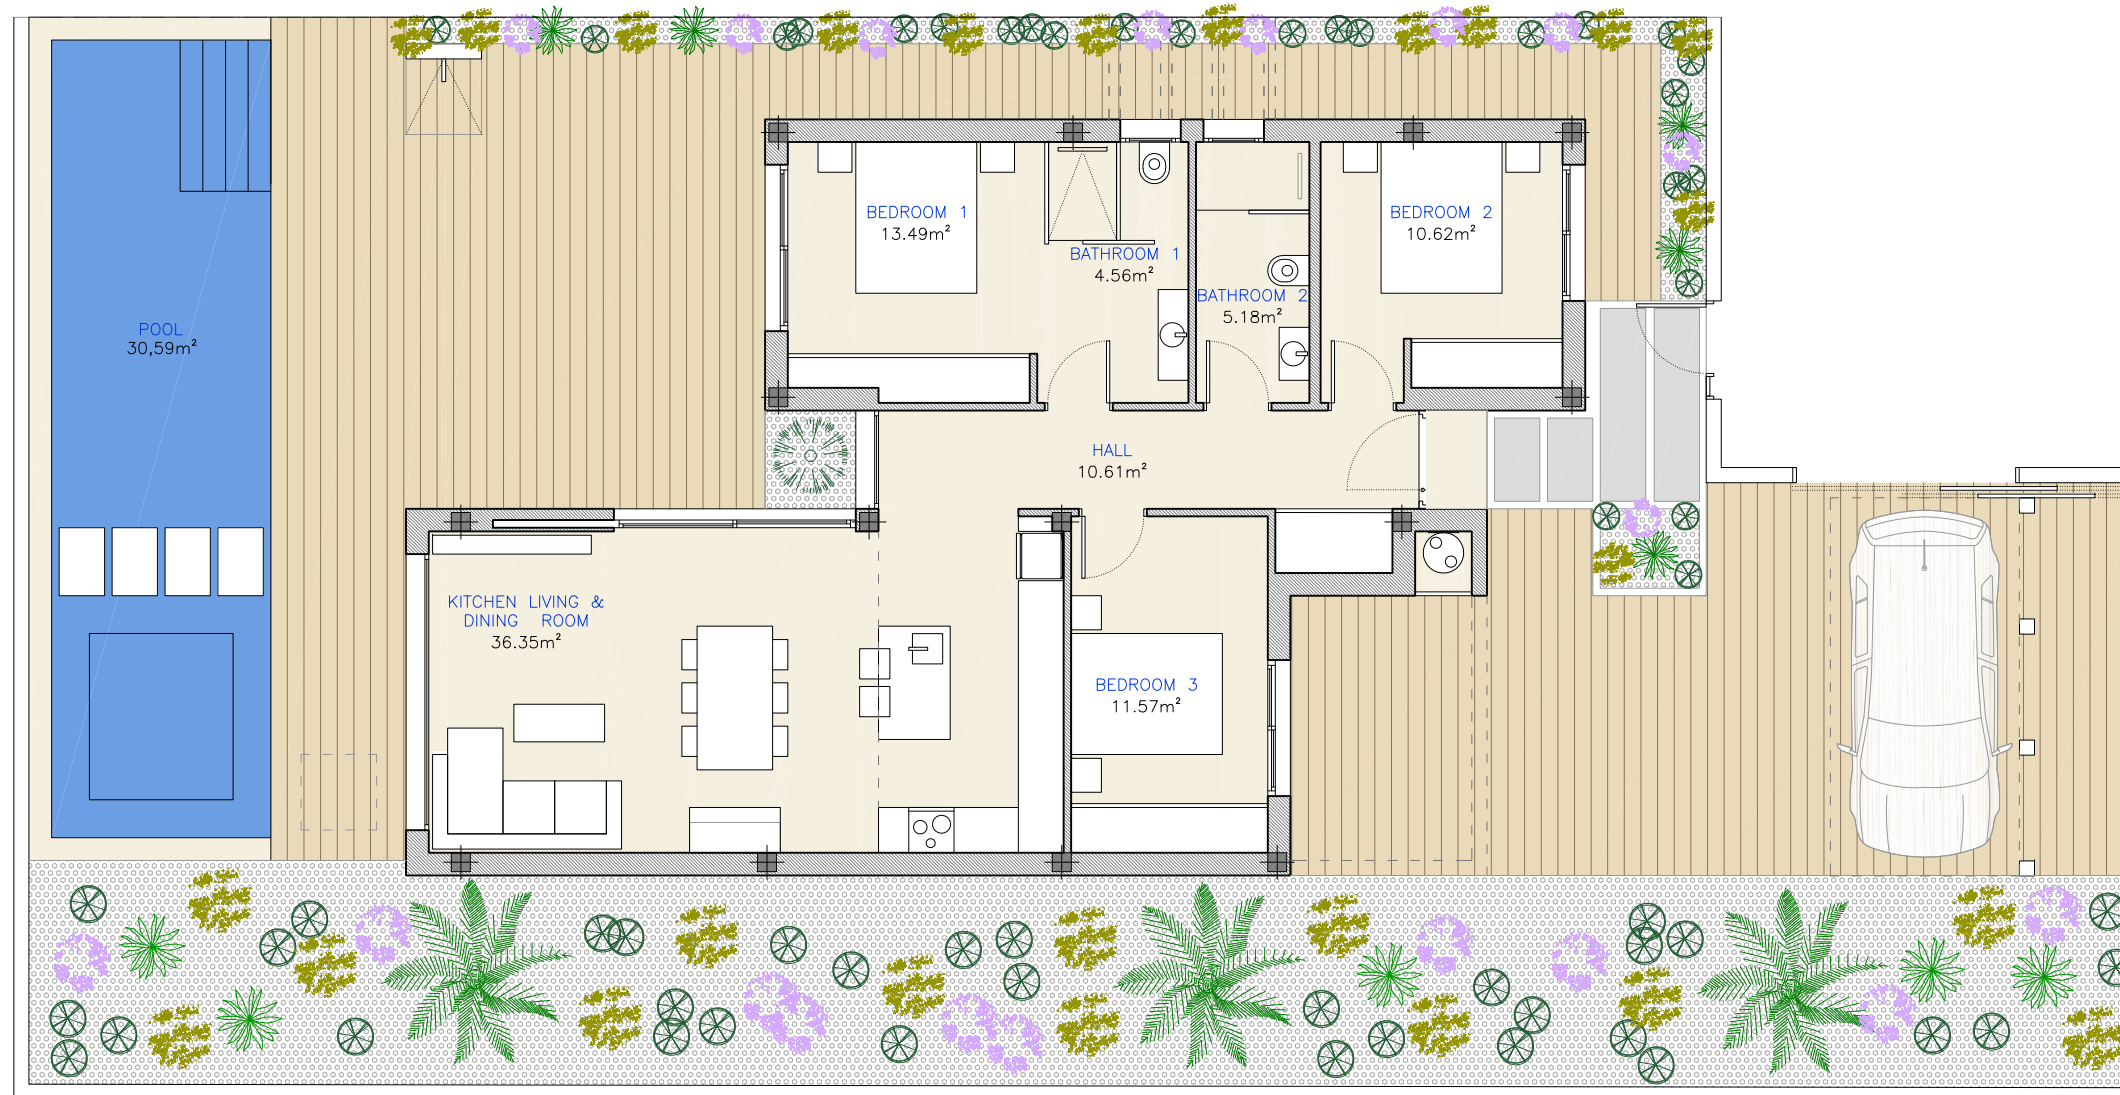 BEDROOM 1
13.49m²
BATHROOM 1
4.56m²
BATHROOM 2
5.18m²
BEDROOM 2
10.62m²
POOL
30,59m²
HALL
10.61m²
KITCHEN LIVING &
DINING ROOM
36.35m²
BEDROOM 3
11.57m²